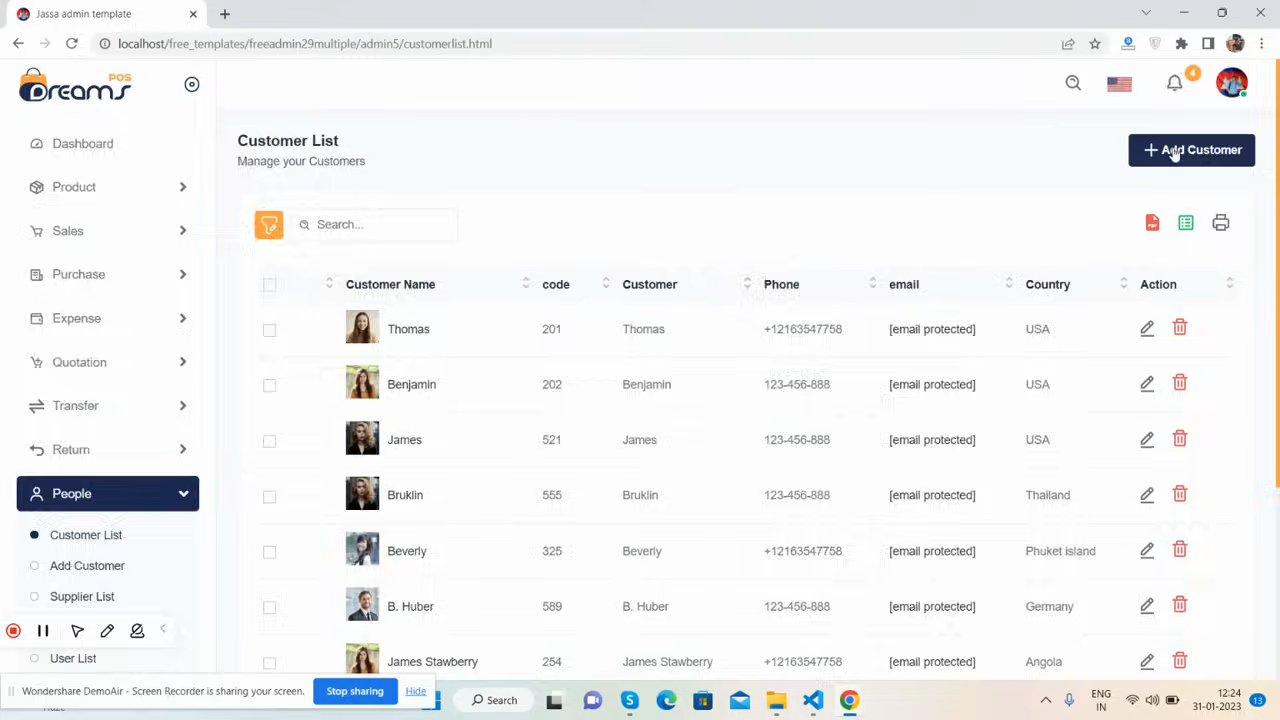 Jassa admin template
localhost/free_templates/freeadmin29multiple/admin5/customerlist.html
POS
Dreams
4
Dashboard
Product
Sales
Purchase
Expense
Quotation
Transfer
Return
People
Customer List
Add Customer
Supplier List
User List
Customer List
Manage your Customers
Add Customer
Search...
PDF
Customer Name code Customer Phone email Country Action
Thomas 201 Thomas +12163547758 [email protected] USA
Benjamin 202 Benjamin 123-456-888 [email protected] USA
James 521 James 123-456-888 [email protected] USA
Bruklin 555 Bruklin 123-456-888 [email protected] Thailand
Beverly 325 Beverly +12163547758 [email protected] Phuket island
B. Huber 589 B. Huber 123-456-888 [email protected] Germany
James Stawberry 254 James Stawberry +12163547758 [email protected] Angola
Wondershare DemoAir - Screen Recorder is sharing your screen. Stop sharing Hide
Search
ENG
IN
12:24
31-01-2023
13